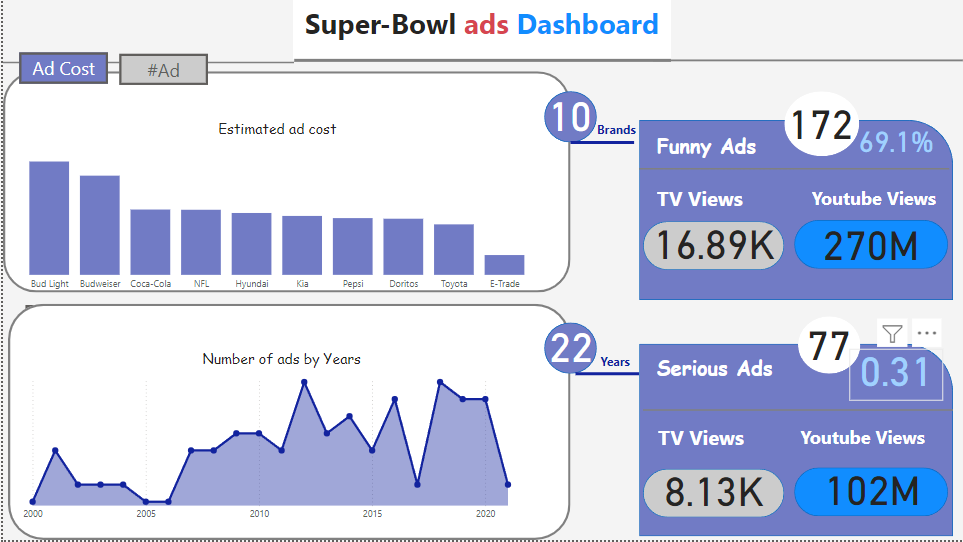 Super-Bowl ads Dashboard
Ad Cost
#Ad
Estimated ad cost
Bud Light Budweiser Coca-Cola NFL Hyundai Kia Pepsi Doritos Toyota E-Trade
10
Brands
Funny Ads
172
69.1%
TV Views
Youtube Views
16.89K
270M
Number of ads by Years
2000 2005 2010 2015 2020
22
Years
Serious Ads
77
0.31
TV Views
Youtube Views
8.13K
102M